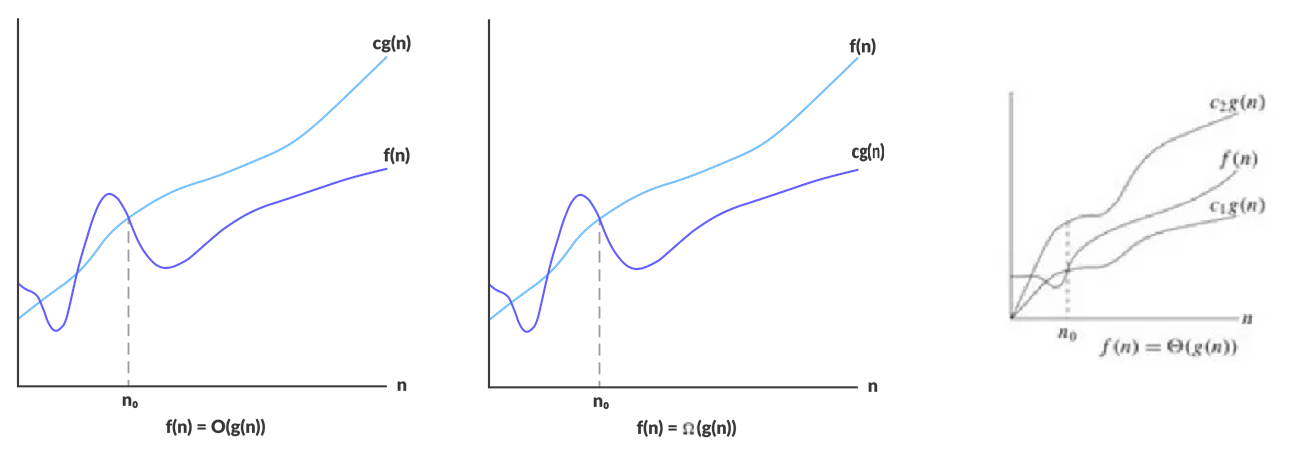 cg(n)
f(n)
n
n₀
f(n) = O(g(n))
f(n)
cg(n)
n
n₀
f(n) = Ω(g(n))
c₂g(n)
f(n)
c₁g(n)
n
n₀
f(n) = Θ(g(n))